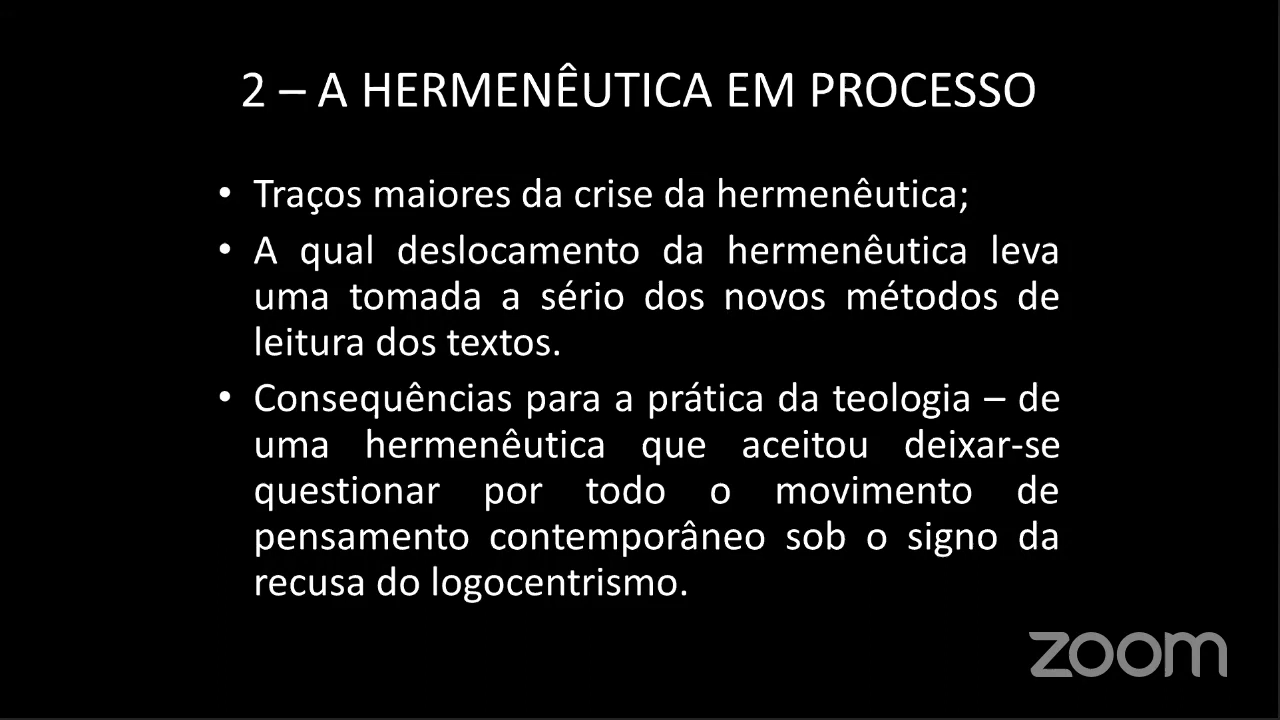 2 – A HERMENÊUTICA EM PROCESSO
• Traços maiores da crise da hermenêutica;
• A qual deslocamento da hermenêutica leva
uma tomada a sério dos novos métodos de
leitura dos textos.
• Consequências para a prática da teologia – de
uma hermenêutica que aceitou deixar-se
questionar por todo o movimento de
pensamento contemporâneo sob o signo da
recusa do logocentrismo.
zoom